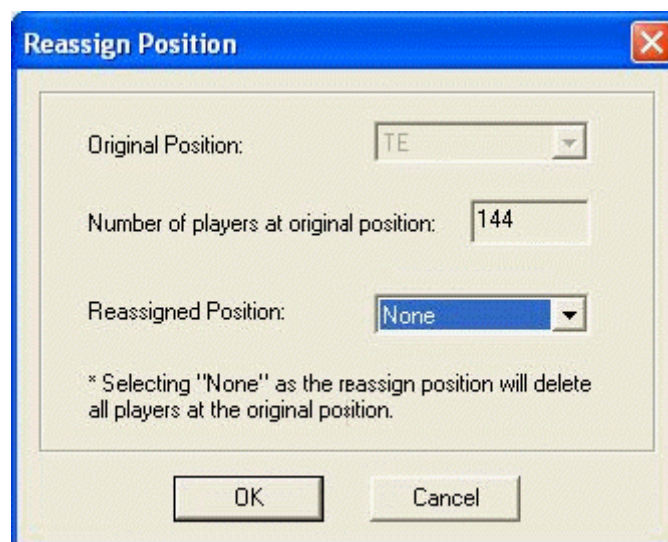 Reassign Position
Original Position: TE
Number of players at original position: 144
Reassigned Position: None
* Selecting "None" as the reassign position will delete
all players at the original position.
OK Cancel